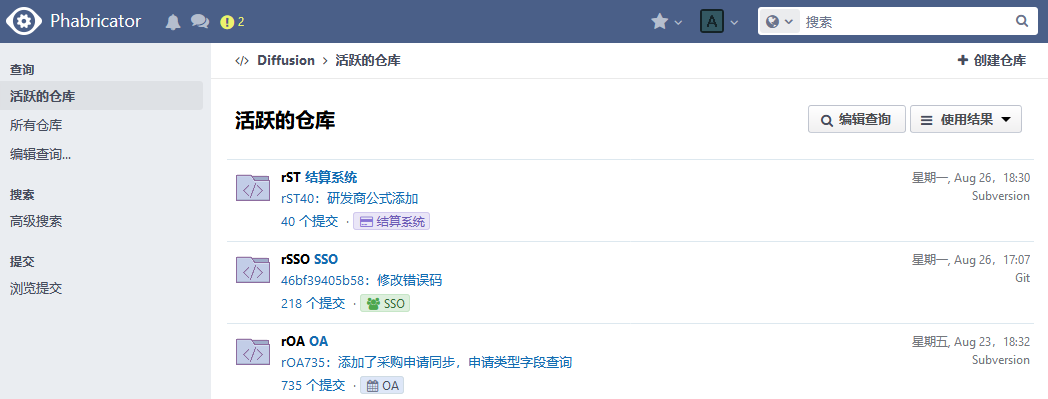 Phabricator
2
A
搜索
查询
活跃的仓库
所有仓库
编辑查询...
搜索
高级搜索
提交
浏览提交
Diffusion > 活跃的仓库
创建仓库
活跃的仓库
编辑查询
使用结果
rST 结算系统
星期一, Aug 26, 18:30
rST40: 研发商公式添加
Subversion
40 个提交 · 结算系统
rSSO SSO
星期一, Aug 26, 17:07
46bf39405b58: 修改错误码
Git
218 个提交 · SSO
rOA OA
星期五, Aug 23, 18:32
rOA735: 添加了采购申请同步，申请类型字段查询
Subversion
735 个提交 · OA